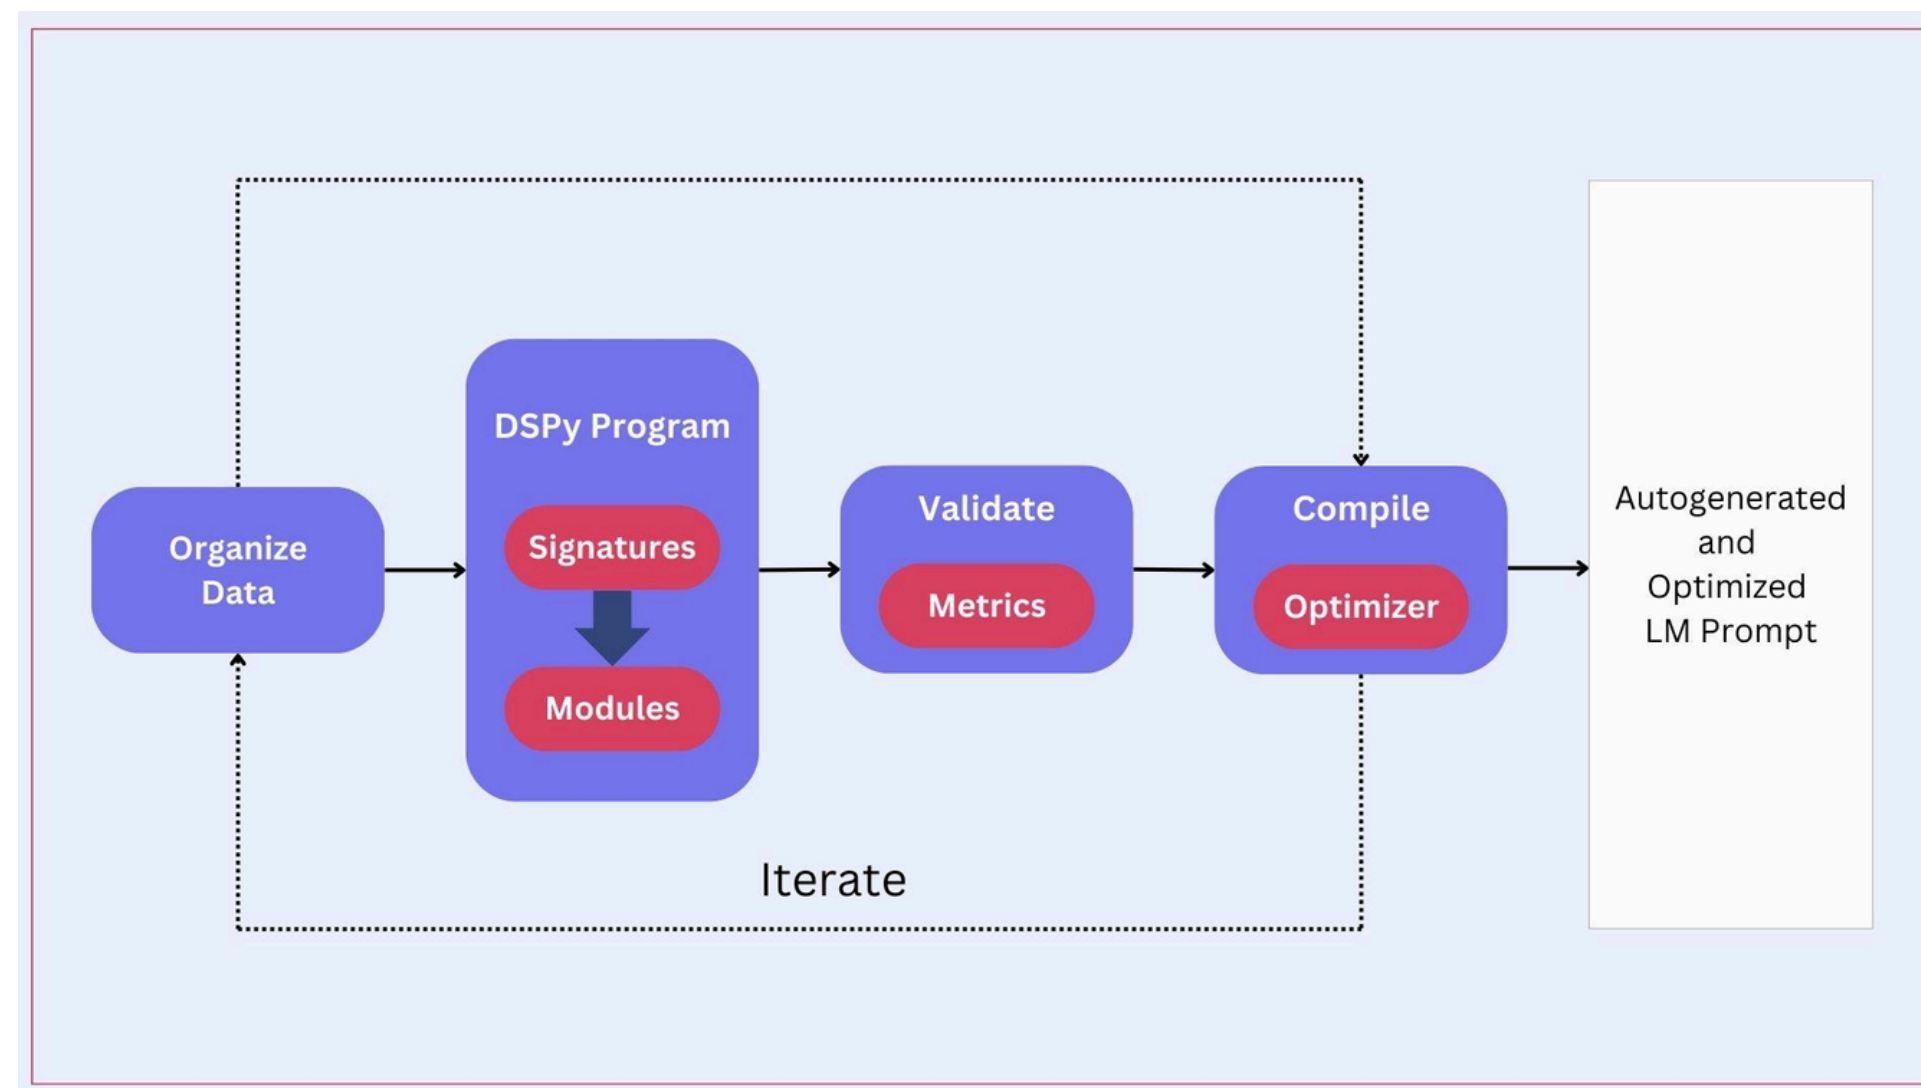 Organize
Data
DSPy Program
Signatures
Modules
Validate
Metrics
Compile
Optimizer
Autogenerated
and
Optimized
LM Prompt
Iterate